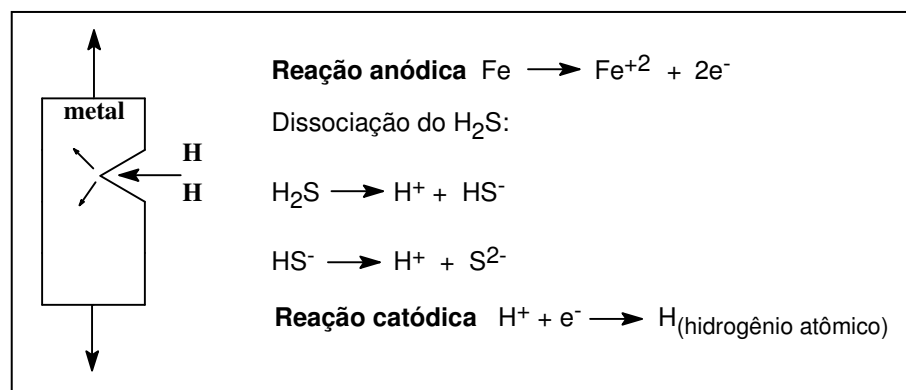 metal
H
H
Reação anódica Fe → Fe⁺² + 2e⁻
Dissociação do H₂S:
H₂S → H⁺ + HS⁻
HS⁻ → H⁺ + S²⁻
Reação catódica H⁺ + e⁻ → H₍hidrogênio atômico₎